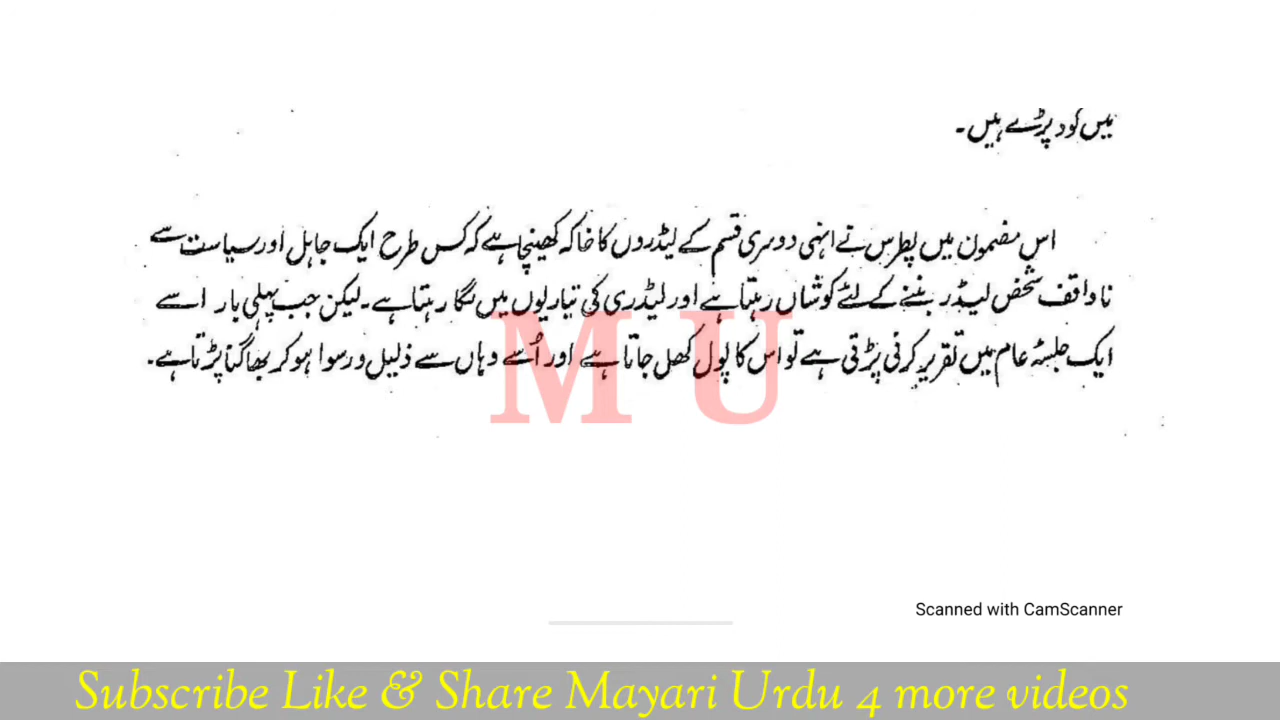 میں کود پڑے ہیں۔
اس مضمون میں پطرس نے انہی دوسری قسم کے لیڈروں کا خاکہ کھینچا ہے کہ کس طرح ایک جاہل اور سیاست سے
ناواقف شخص لیڈر بننے کے لئے کوشاں رہتا ہے اور لیڈری کی تیاریوں میں لگا رہتا ہے۔ لیکن جب پہلی بار اسے
ایک جلسۂ عام میں تقریر کرنی پڑتی ہے تو اس کا پول کھل جاتا ہے اور اُسے وہاں سے ذلیل و رسوا ہو کر بھاگنا پڑتا ہے۔
M U
Scanned with CamScanner
Subscribe Like & Share Mayari Urdu 4 more videos